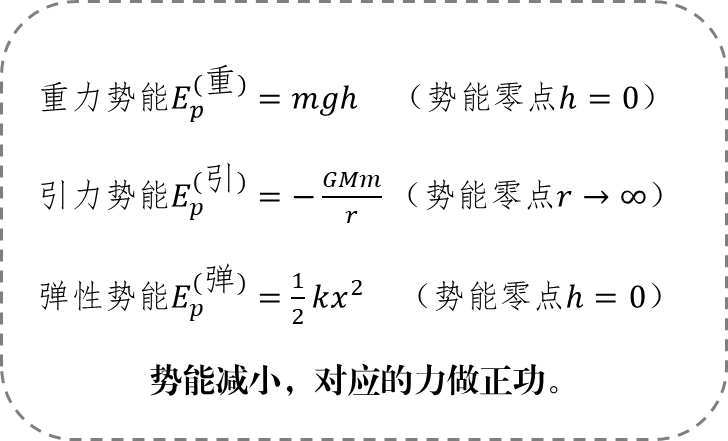 重力势能$E_p^{(重)} = mgh$ （势能零点$h = 0$）
引力势能$E_p^{(引)} = -\frac{GMm}{r}$（势能零点$r \to \infty$）
弹性势能$E_p^{(弹)} = \frac{1}{2}kx^2$ （势能零点$h = 0$）
势能减小，对应的力做正功。